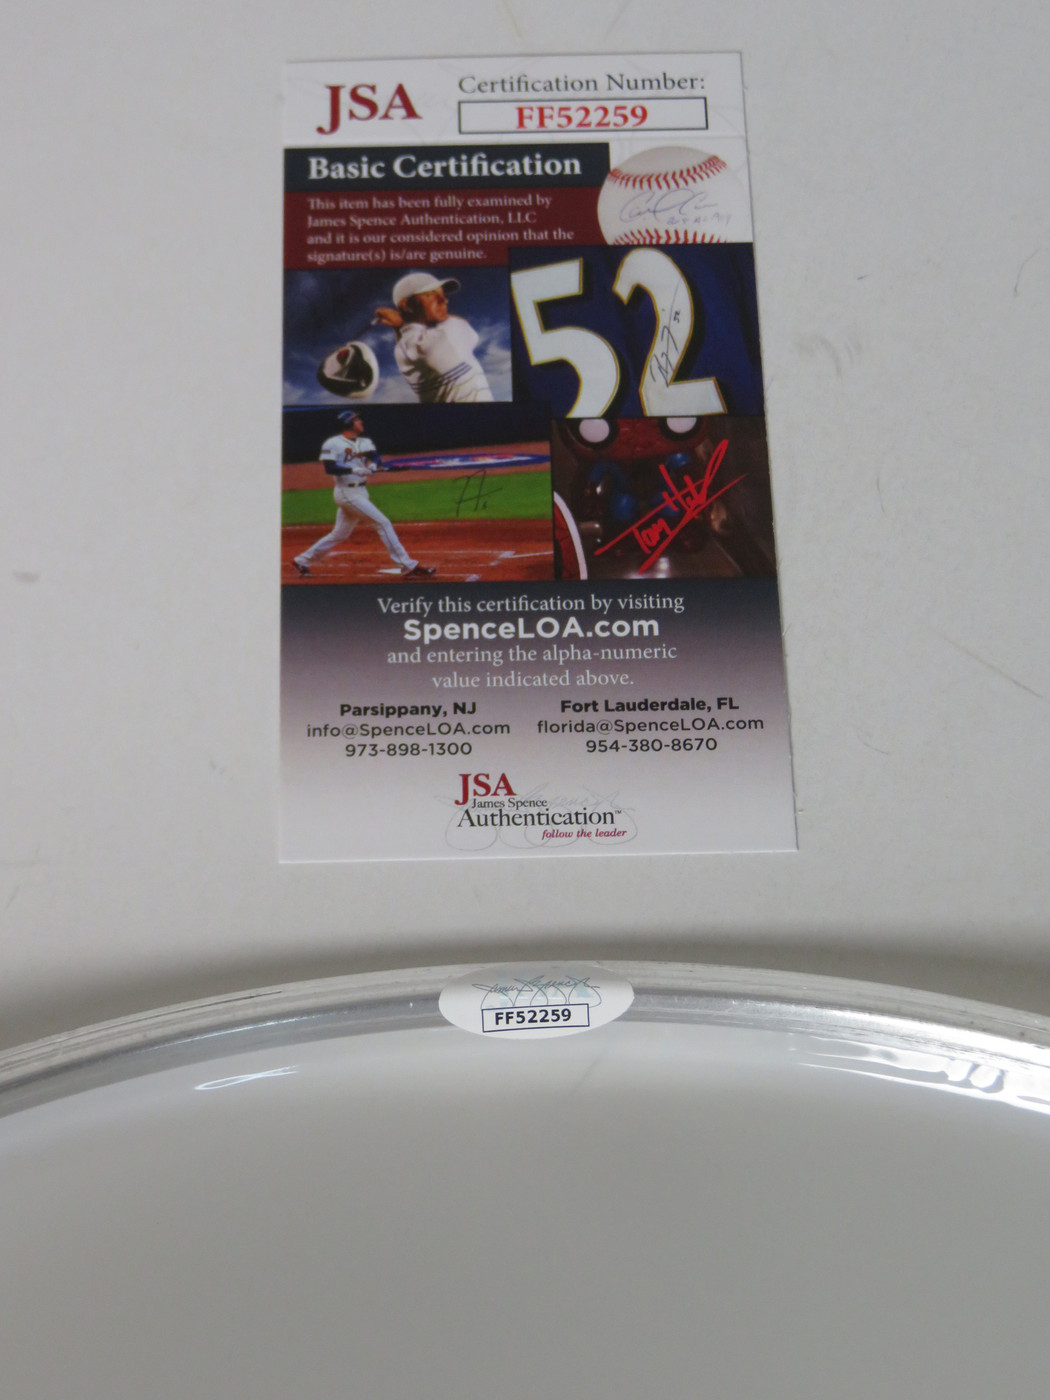 JSA
Certification Number:
FF52259
Basic Certification
This item has been fully examined by
James Spence Authentication, LLC
and it is our considered opinion that the
signature(s) is/are genuine.
52
Verify this certification by visiting
SpenceLOA.com
and entering the alpha-numeric
value indicated above.
Parsippany, NJ
info@SpenceLOA.com
973-898-1300
Fort Lauderdale, FL
florida@SpenceLOA.com
954-380-8670
JSA
James Spence
Authentication™
follow the leader
FF52259